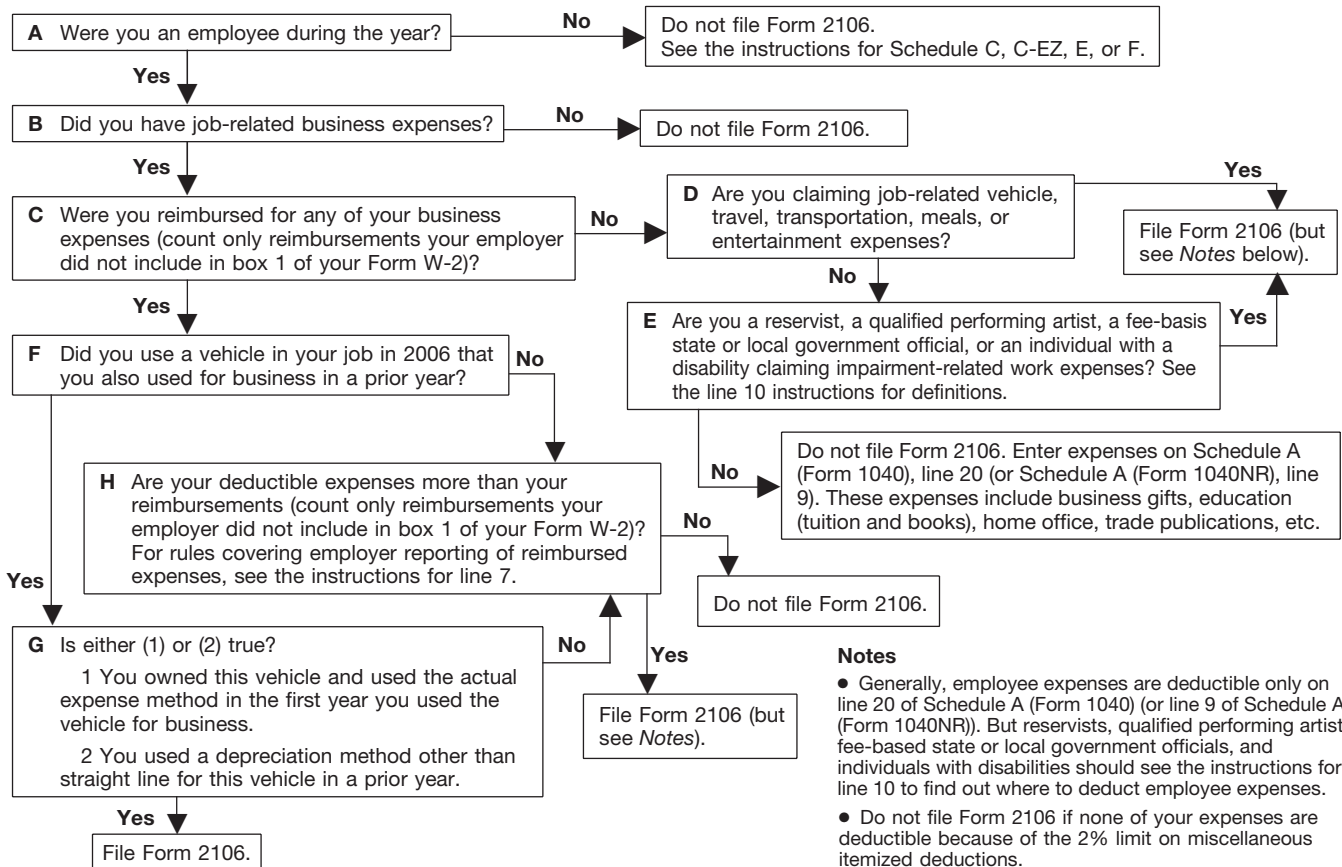 A Were you an employee during the year?
No
Do not file Form 2106.
See the instructions for Schedule C, C-EZ, E, or F.
Yes
B Did you have job-related business expenses?
No
Do not file Form 2106.
Yes
C Were you reimbursed for any of your business
expenses (count only reimbursements your employer
did not include in box 1 of your Form W-2)?
No
D Are you claiming job-related vehicle,
travel, transportation, meals, or
entertainment expenses?
Yes
File Form 2106 (but
see Notes below).
No
Yes
E Are you a reservist, a qualified performing artist, a fee-basis
state or local government official, or an individual with a
disability claiming impairment-related work expenses? See
the line 10 instructions for definitions.
Yes
F Did you use a vehicle in your job in 2006 that
you also used for business in a prior year?
No
No
Do not file Form 2106. Enter expenses on Schedule A
(Form 1040), line 20 (or Schedule A (Form 1040NR), line
9). These expenses include business gifts, education
(tuition and books), home office, trade publications, etc.
H Are your deductible expenses more than your
reimbursements (count only reimbursements your
employer did not include in box 1 of your Form W-2)?
For rules covering employer reporting of reimbursed
expenses, see the instructions for line 7.
No
Do not file Form 2106.
Yes
G Is either (1) or (2) true?
1 You owned this vehicle and used the actual
expense method in the first year you used the
vehicle for business.
2 You used a depreciation method other than
straight line for this vehicle in a prior year.
No
Yes
File Form 2106 (but
see Notes).
Yes
File Form 2106.
Notes
● Generally, employee expenses are deductible only on
line 20 of Schedule A (Form 1040) (or line 9 of Schedule A
(Form 1040NR)). But reservists, qualified performing artist
fee-based state or local government officials, and
individuals with disabilities should see the instructions for
line 10 to find out where to deduct employee expenses.
● Do not file Form 2106 if none of your expenses are
deductible because of the 2% limit on miscellaneous
itemized deductions.